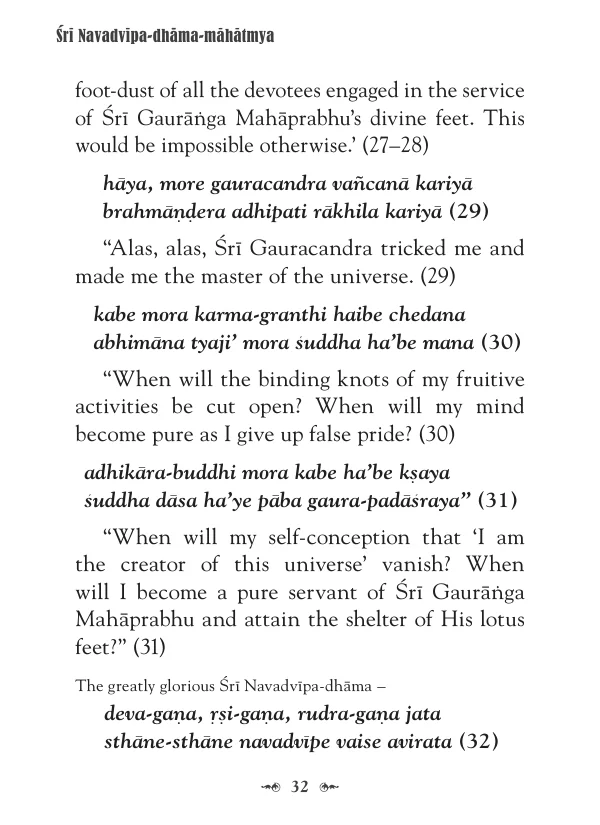 Śrī Navadvīpa-dhāma-māhātmya
foot-dust of all the devotees engaged in the service
of Śrī Gaurāṅga Mahāprabhu's divine feet. This
would be impossible otherwise.' (27–28)
hāya, more gauracandra vañcanā kariyā
brahmāṇḍera adhipati rākhila kariyā (29)
“Alas, alas, Śrī Gauracandra tricked me and
made me the master of the universe. (29)
kabe mora karma-granthi haibe chedana
abhimāna tyaji’ mora śuddha ha’be mana (30)
“When will the binding knots of my fruitive
activities be cut open? When will my mind
become pure as I give up false pride? (30)
adhikāra-buddhi mora kabe ha’be kṣaya
śuddha dāsa ha’ye pāba gaura-padāśraya” (31)
“When will my self-conception that ‘I am
the creator of this universe’ vanish? When
will I become a pure servant of Śrī Gaurāṅga
Mahāprabhu and attain the shelter of His lotus
feet?” (31)
The greatly glorious Śrī Navadvīpa-dhāma –
deva-gaṇa, ṛṣi-gaṇa, rudra-gaṇa jata
sthāne-sthāne navadvīpe vaise avirata (32)
32